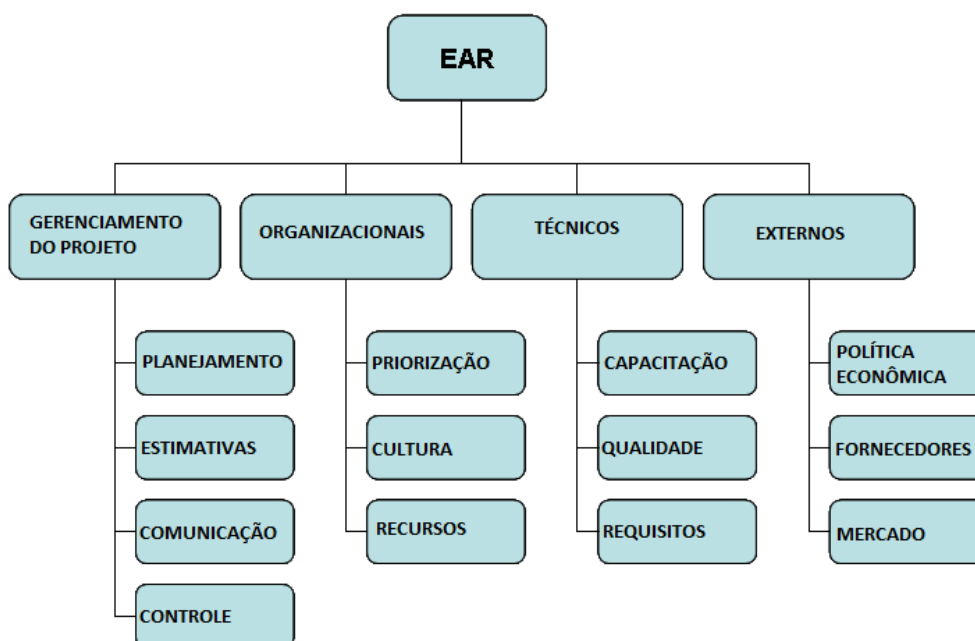 EAR
GERENCIAMENTO
DO PROJETO
ORGANIZACIONAIS
TÉCNICOS
EXTERNOS
PLANEJAMENTO
ESTIMATIVAS
COMUNICAÇÃO
CONTROLE
PRIORIZAÇÃO
CULTURA
RECURSOS
CAPACITAÇÃO
QUALIDADE
REQUISITOS
POLÍTICA
ECONÔMICA
FORNECEDORES
MERCADO